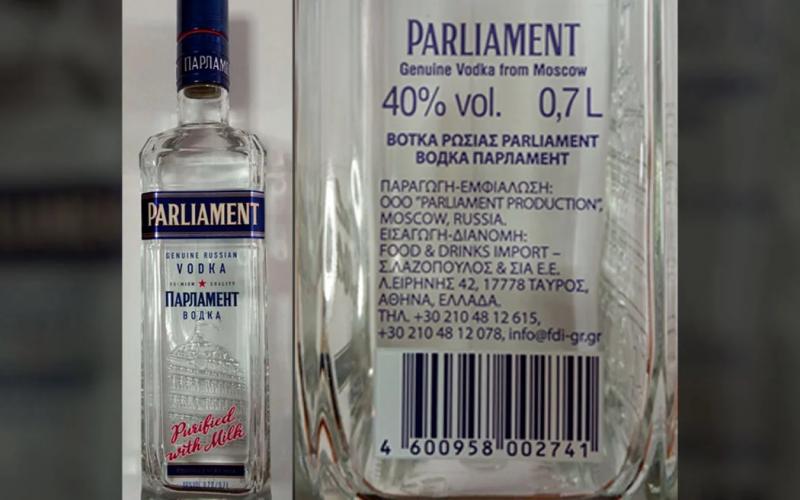 ПАРЛАМ
PARLIAMENT
GENUINE RUSSIAN
VODKA
PREMIUM ★ QUALITY
ПАРЛАМЕНТ
ВОДКА
Purified
with Milk
PARLIAMENT
Genuine Vodka from Moscow
40% vol. 0,7 L
ΒΟΤΚΑ ΡΩΣΙΑΣ PARLIAMENT
ВОДКА ПАРЛАМЕНТ
ΠΑΡΑΓΩΓΗ-ΕΜΦΙΑΛΩΣΗ:
OOO "PARLIAMENT PRODUCTION",
MOSCOW, RUSSIA.
ΕΙΣΑΓΩΓΗ-ΔΙΑΝΟΜΗ:
FOOD & DRINKS IMPORT –
Σ.ΛΑΖΟΠΟΥΛΟΣ & ΣΙΑ Ε.Ε.
Λ.ΕΙΡΗΝΗΣ 42, 17778 ΤΑΥΡΟΣ,
ΑΘΗΝΑ, ΕΛΛΑΔΑ.
ΤΗΛ. +30 210 48 12 615,
+30 210 48 12 078, info@fdi-gr.gr
4 600958 002741